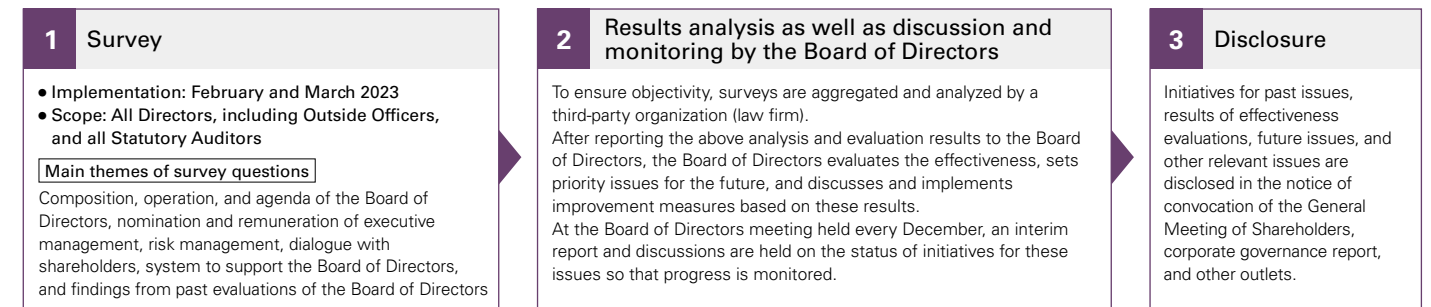 1 Survey
• Implementation: February and March 2023
• Scope: All Directors, including Outside Officers,
and all Statutory Auditors
Main themes of survey questions
Composition, operation, and agenda of the Board of
Directors, nomination and remuneration of executive
management, risk management, dialogue with
shareholders, system to support the Board of Directors,
and findings from past evaluations of the Board of Directors
2 Results analysis as well as discussion and
monitoring by the Board of Directors
To ensure objectivity, surveys are aggregated and analyzed by a
third-party organization (law firm).
After reporting the above analysis and evaluation results to the Board
of Directors, the Board of Directors evaluates the effectiveness, sets
priority issues for the future, and discusses and implements
improvement measures based on these results.
At the Board of Directors meeting held every December, an interim
report and discussions are held on the status of initiatives for these
issues so that progress is monitored.
3 Disclosure
Initiatives for past issues,
results of effectiveness
evaluations, future issues, and
other relevant issues are
disclosed in the notice of
convocation of the General
Meeting of Shareholders,
corporate governance report,
and other outlets.